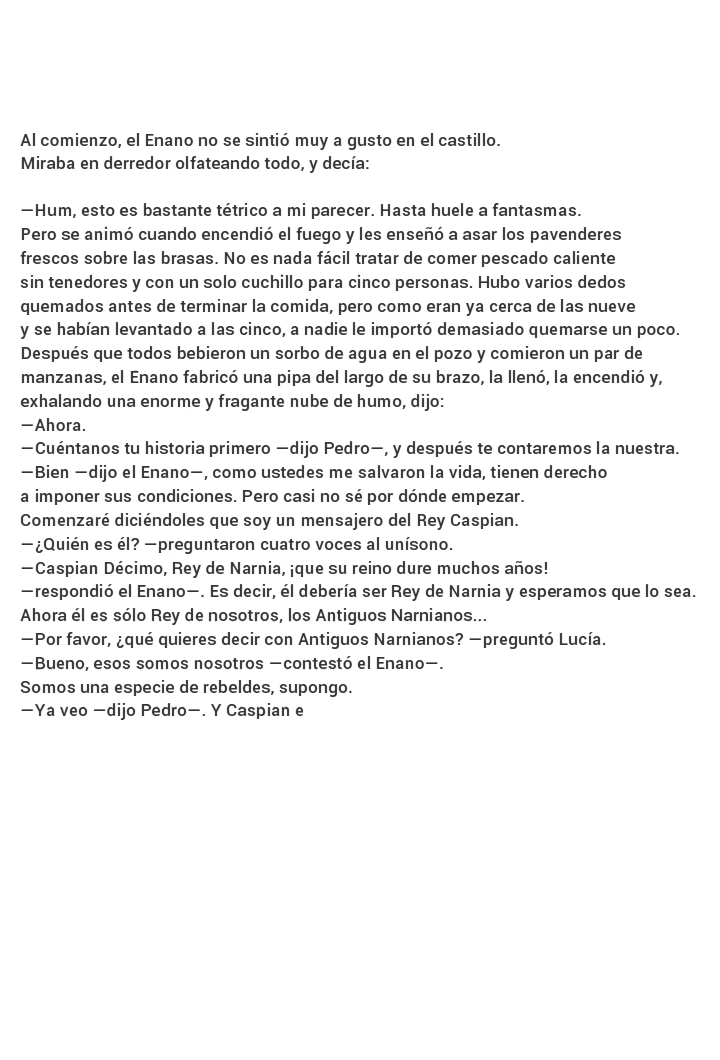 Al comienzo, el Enano no se sintió muy a gusto en el castillo.
Miraba en derredor olfateando todo, y decía:
—Hum, esto es bastante tétrico a mi parecer. Hasta huele a fantasmas.
Pero se animó cuando encendió el fuego y les enseñó a asar los pavenderes
frescos sobre las brasas. No es nada fácil tratar de comer pescado caliente
sin tenedores y con un solo cuchillo para cinco personas. Hubo varios dedos
quemados antes de terminar la comida, pero como eran ya cerca de las nueve
y se habían levantado a las cinco, a nadie le importó demasiado quemarse un poco.
Después que todos bebieron un sorbo de agua en el pozo y comieron un par de
manzanas, el Enano fabricó una pipa del largo de su brazo, la llenó, la encendió y,
exhalando una enorme y fragante nube de humo, dijo:
—Ahora.
—Cuéntanos tu historia primero —dijo Pedro—, y después te contaremos la nuestra.
—Bien —dijo el Enano—, como ustedes me salvaron la vida, tienen derecho
a imponer sus condiciones. Pero casi no sé por dónde empezar.
Comenzaré diciéndoles que soy un mensajero del Rey Caspian.
—¿Quién es él? —preguntaron cuatro voces al unísono.
—Caspian Décimo, Rey de Narnia, ¡que su reino dure muchos años!
—respondió el Enano—. Es decir, él debería ser Rey de Narnia y esperamos que lo sea.
Ahora él es sólo Rey de nosotros, los Antiguos Narnianos...
—Por favor, ¿qué quieres decir con Antiguos Narnianos? —preguntó Lucía.
—Bueno, esos somos nosotros —contestó el Enano—.
Somos una especie de rebeldes, supongo.
—Ya veo —dijo Pedro—. Y Caspian e